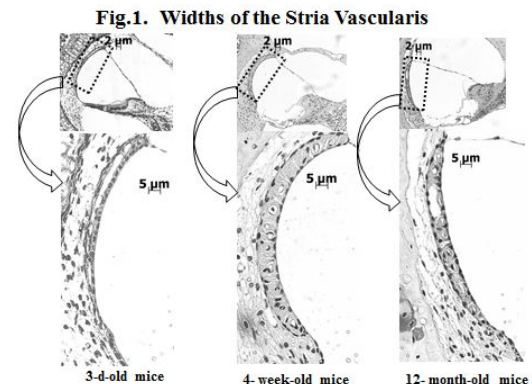 Fig.1. Widths of the Stria Vascularis
2 µm
2 µm
2 µm
5 µm
5 µm
5 µm
3-d-old mice
4- week-old mice
12- month-old mice